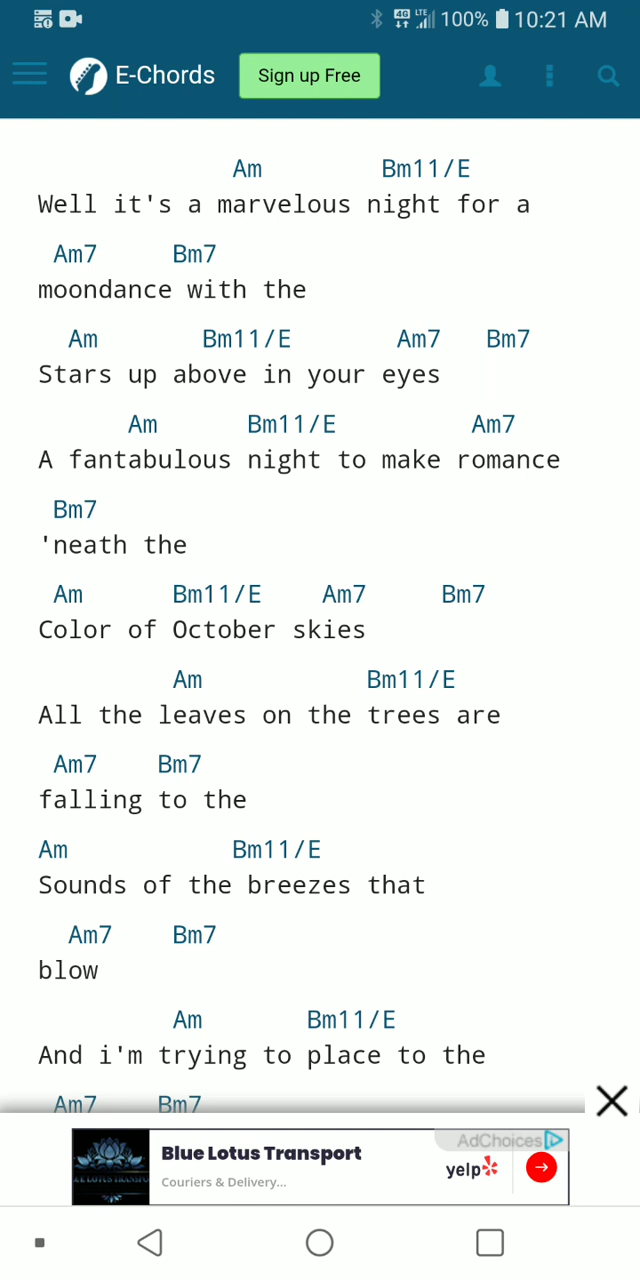 4G LTE 100% 10:21 AM
E-Chords Sign up Free
Am Bm11/E
Well it's a marvelous night for a
Am7 Bm7
moondance with the
Am Bm11/E Am7 Bm7
Stars up above in your eyes
Am Bm11/E Am7
A fantabulous night to make romance
Bm7
'neath the
Am Bm11/E Am7 Bm7
Color of October skies
Am Bm11/E
All the leaves on the trees are
Am7 Bm7
falling to the
Am Bm11/E
Sounds of the breezes that
Am7 Bm7
blow
Am Bm11/E
And i'm trying to place to the
Am7 Bm7
AdChoices
Blue Lotus Transport
yelp
Couriers & Delivery...